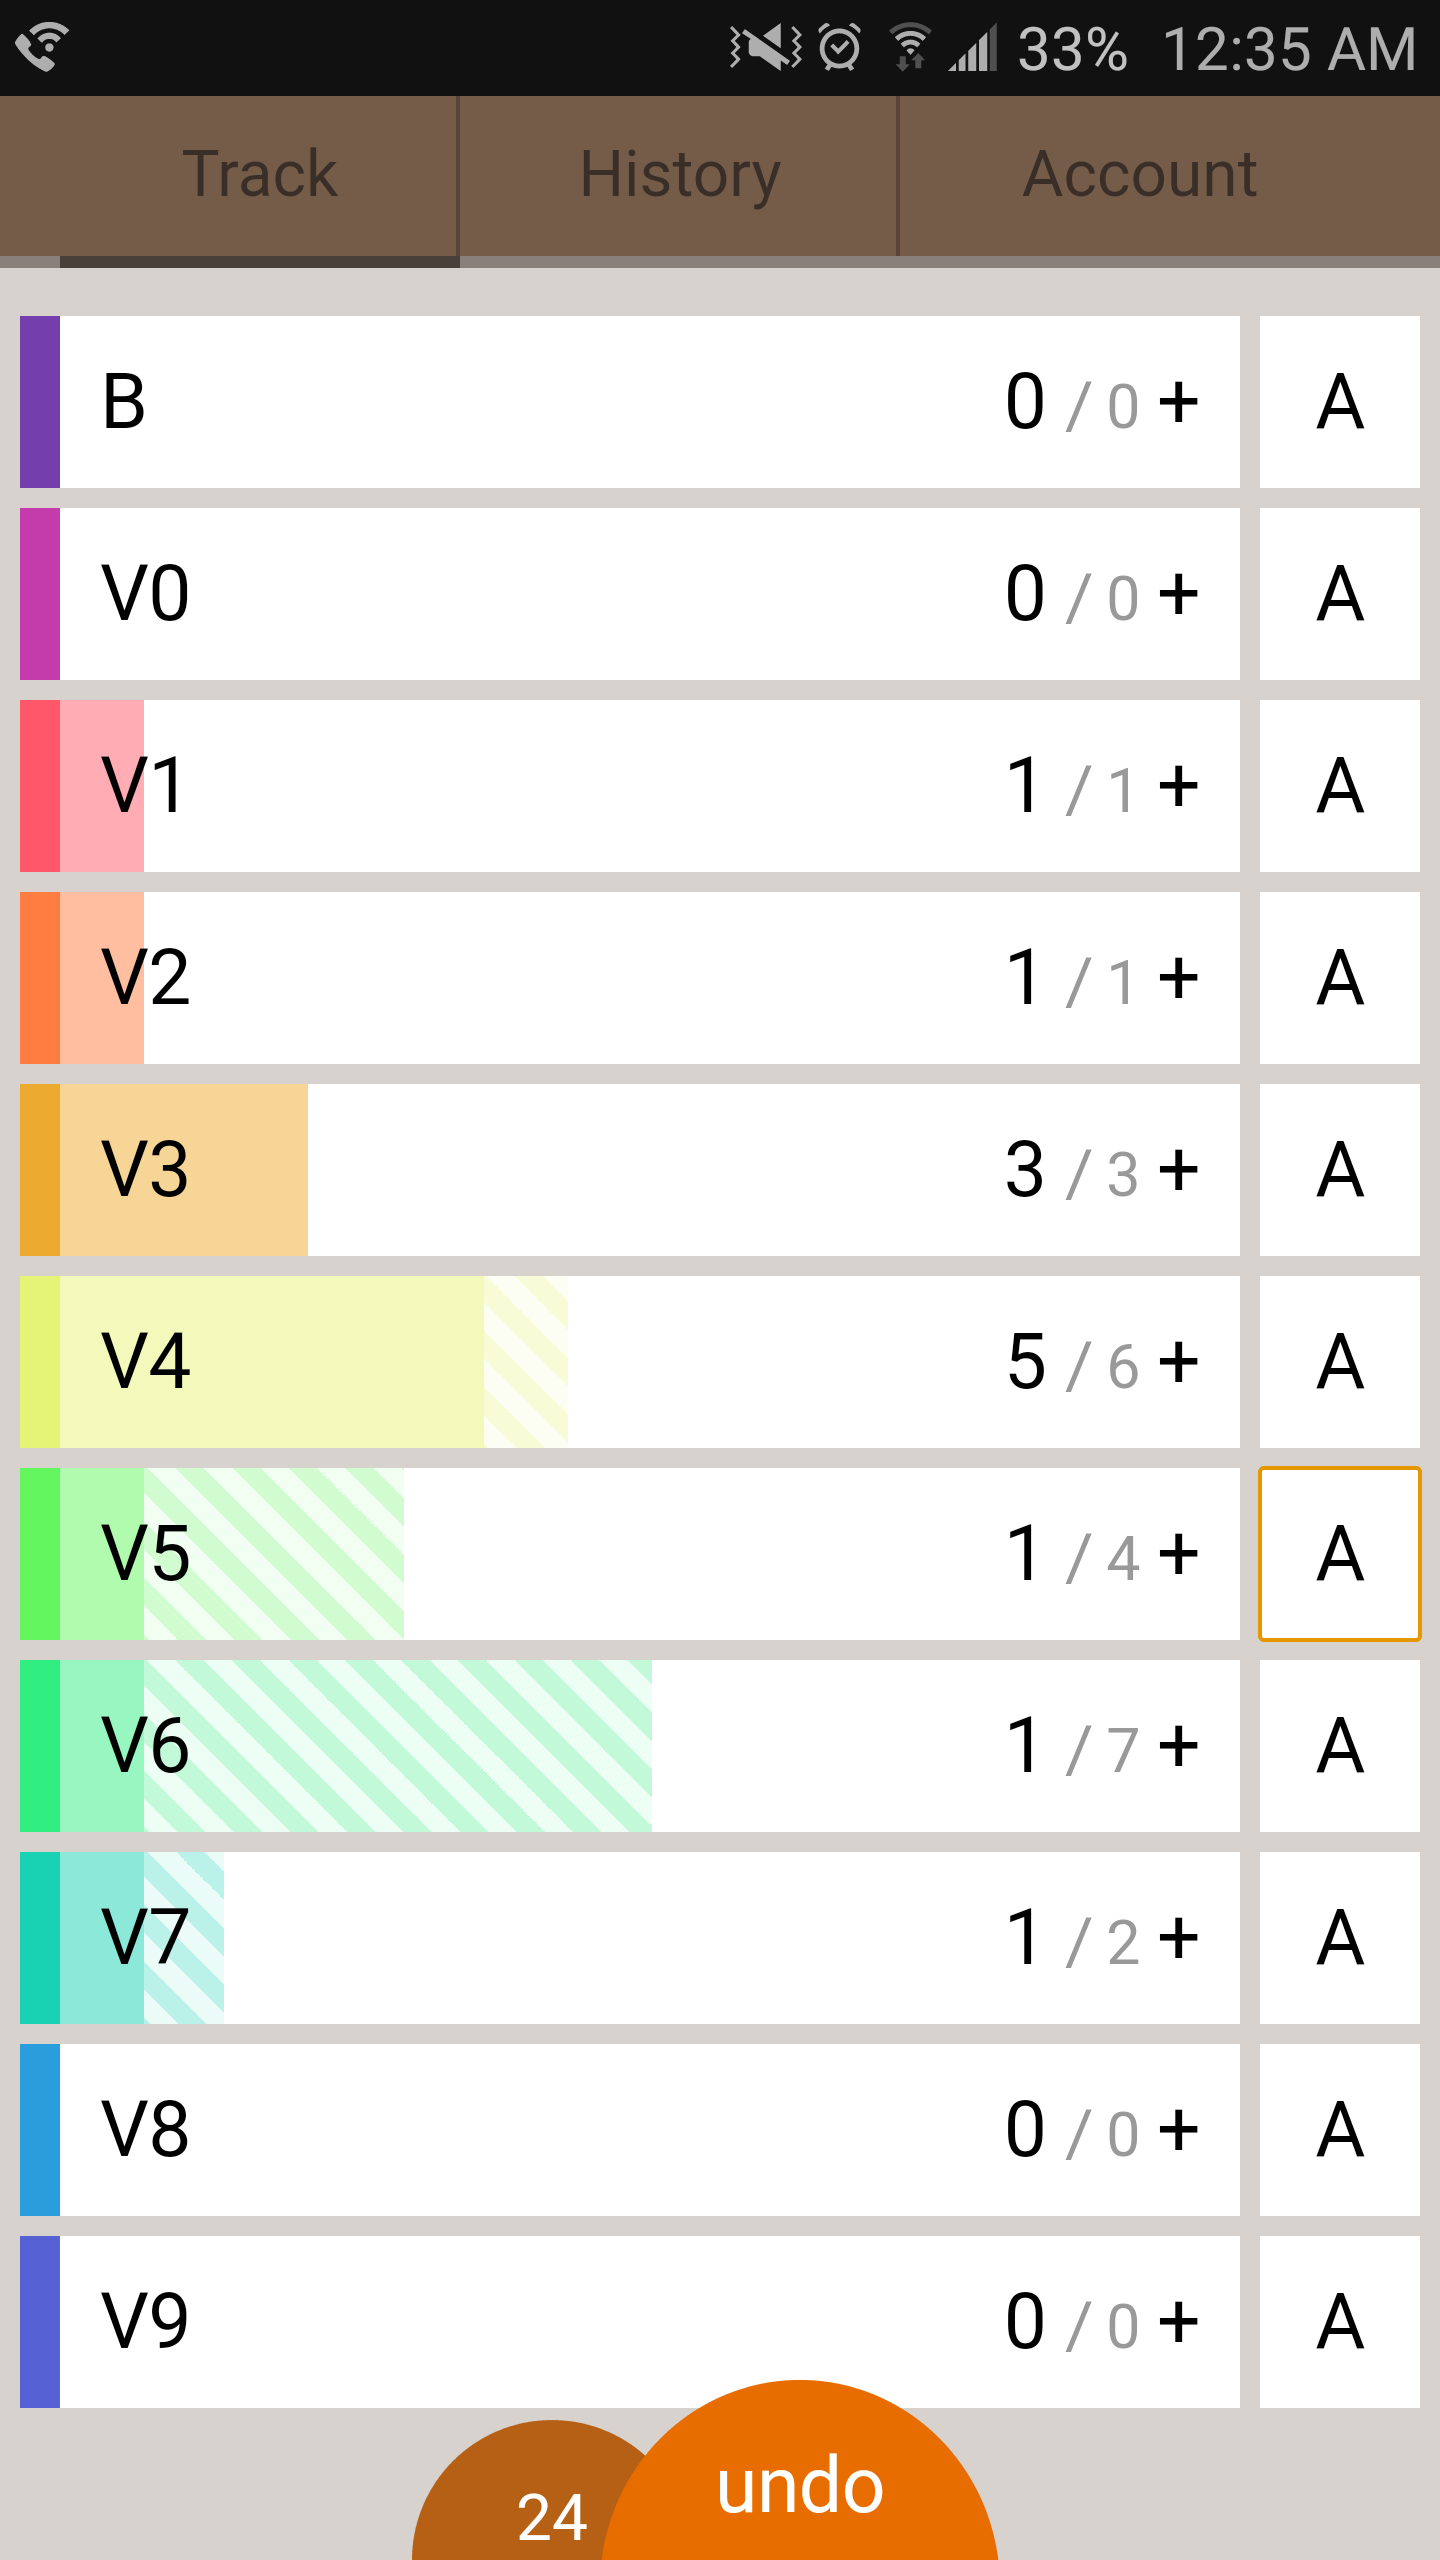 33% 12:35 AM
Track History Account
B 0 / 0 + A
V0 0 / 0 + A
V1 1 / 1 + A
V2 1 / 1 + A
V3 3 / 3 + A
V4 5 / 6 + A
V5 1 / 4 + A
V6 1 / 7 + A
V7 1 / 2 + A
V8 0 / 0 + A
V9 0 / 0 + A
undo
24